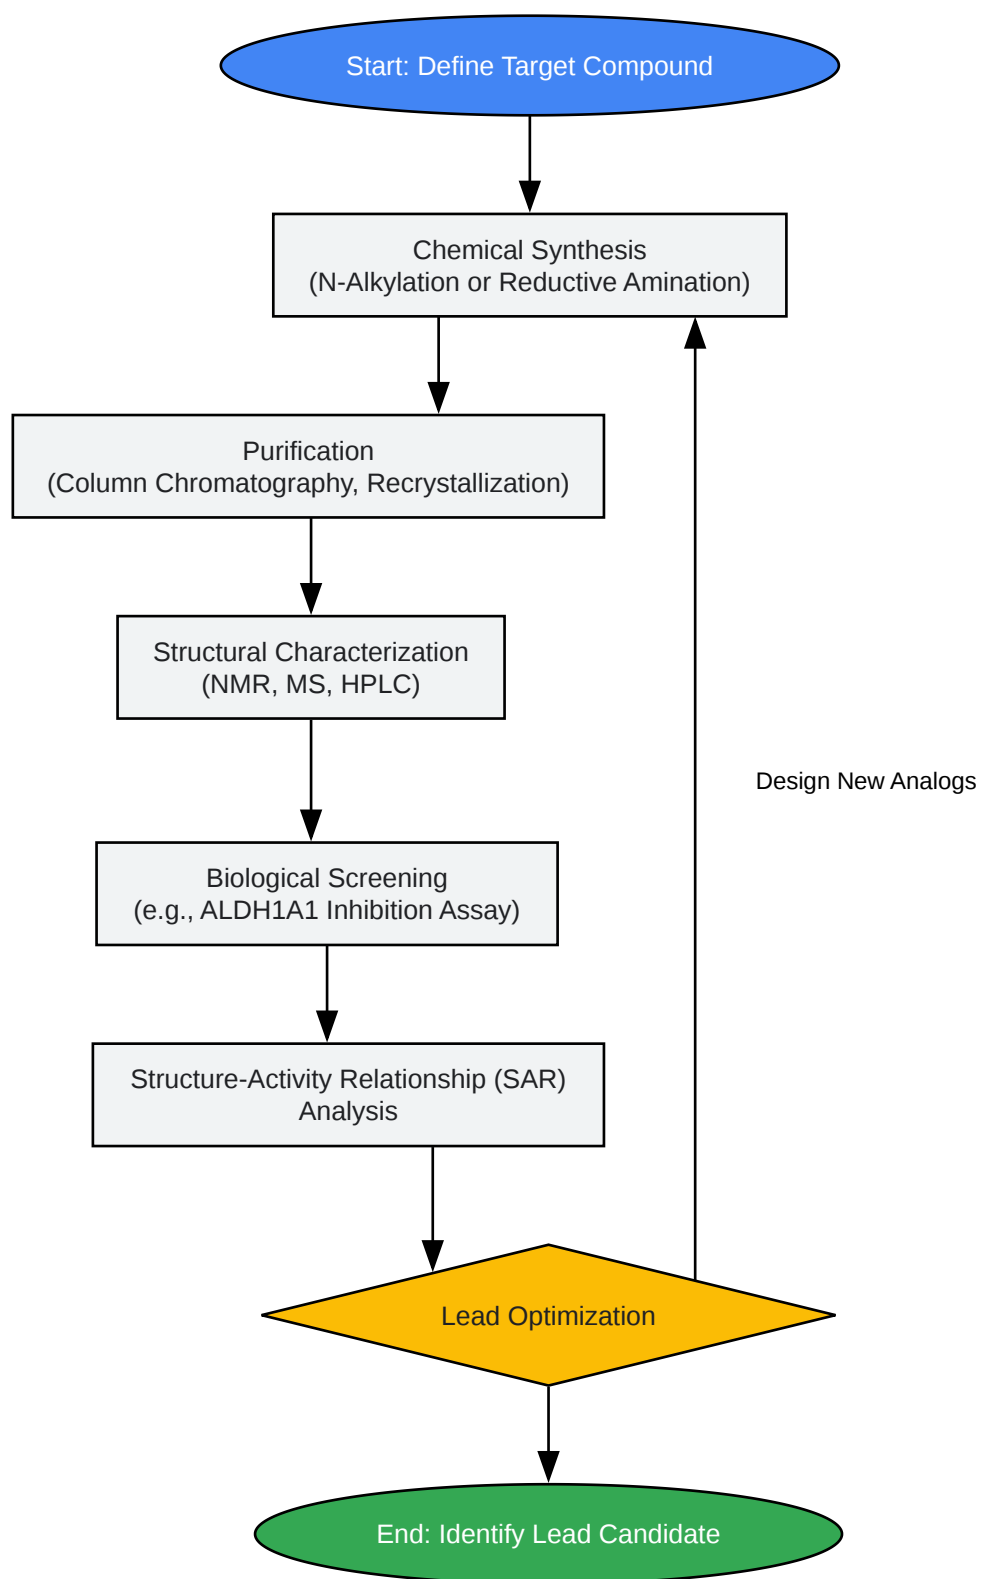 Start: Define Target Compound
Chemical Synthesis
(N-Alkylation or Reductive Amination)
Purification
(Column Chromatography, Recrystallization)
Structural Characterization
(NMR, MS, HPLC)
Design New Analogs
Biological Screening
(e.g., ALDH1A1 Inhibition Assay)
Structure-Activity Relationship (SAR)
Analysis
Lead Optimization
End: Identify Lead Candidate